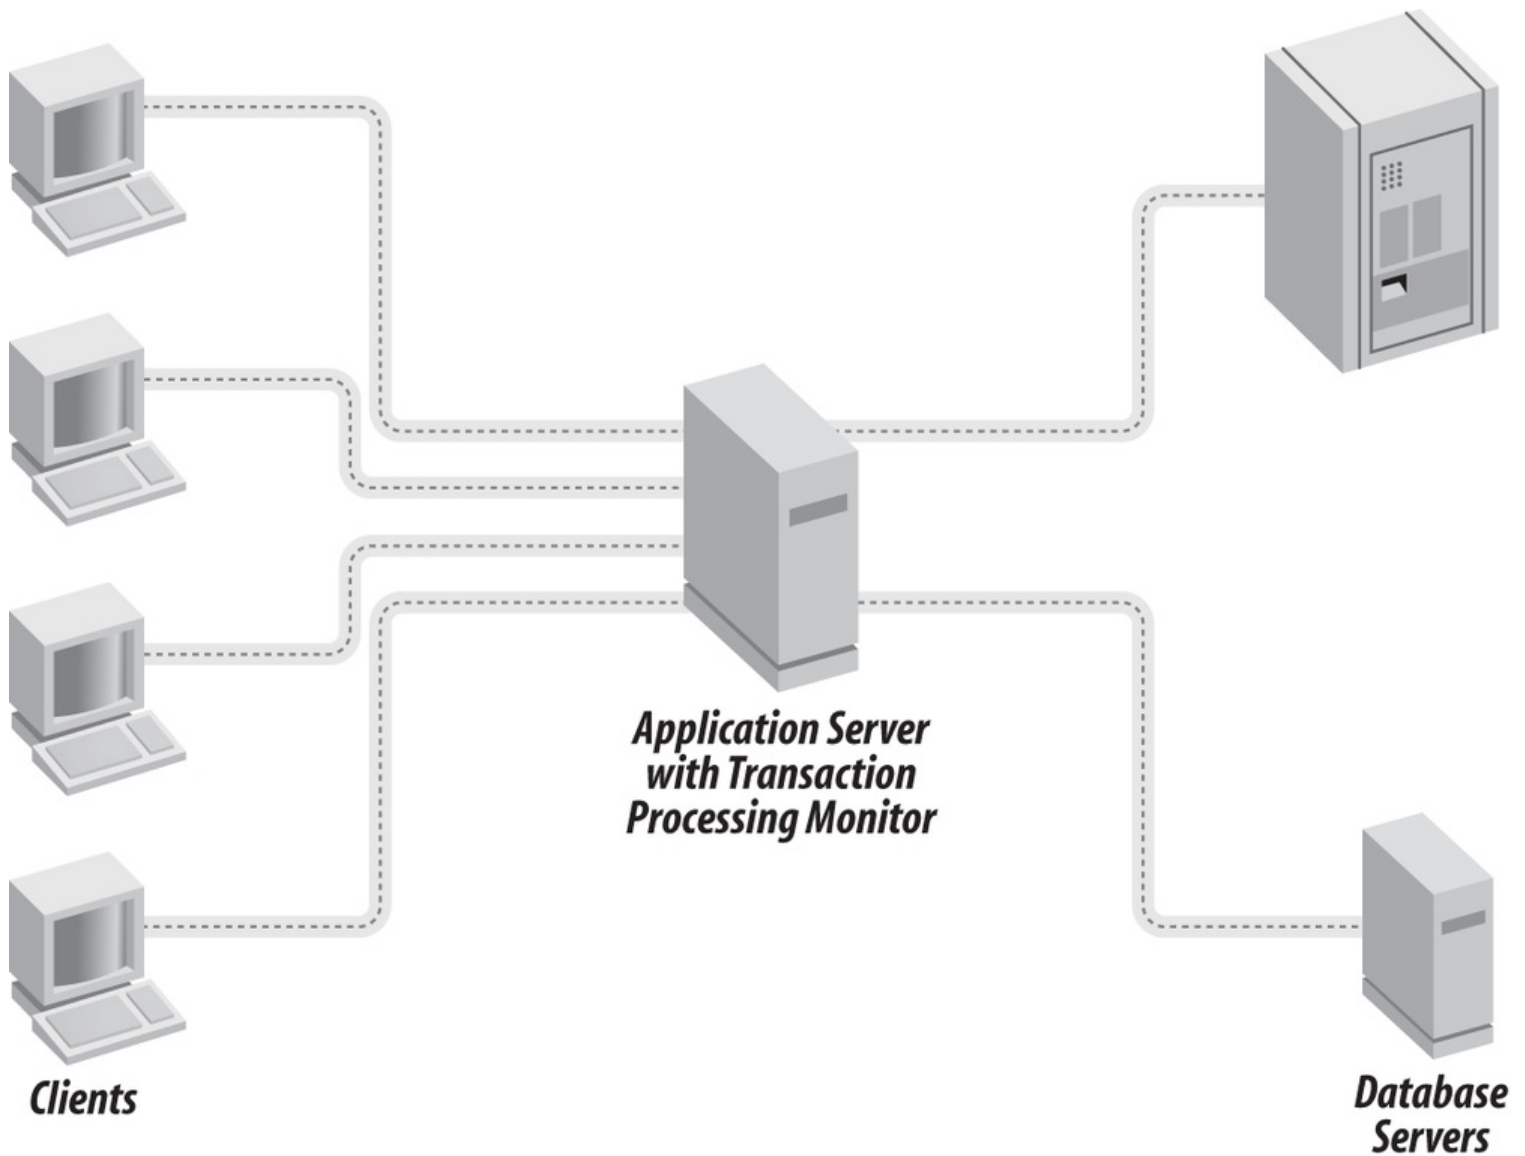 Application Server
with Transaction
Processing Monitor
Clients
Database
Servers